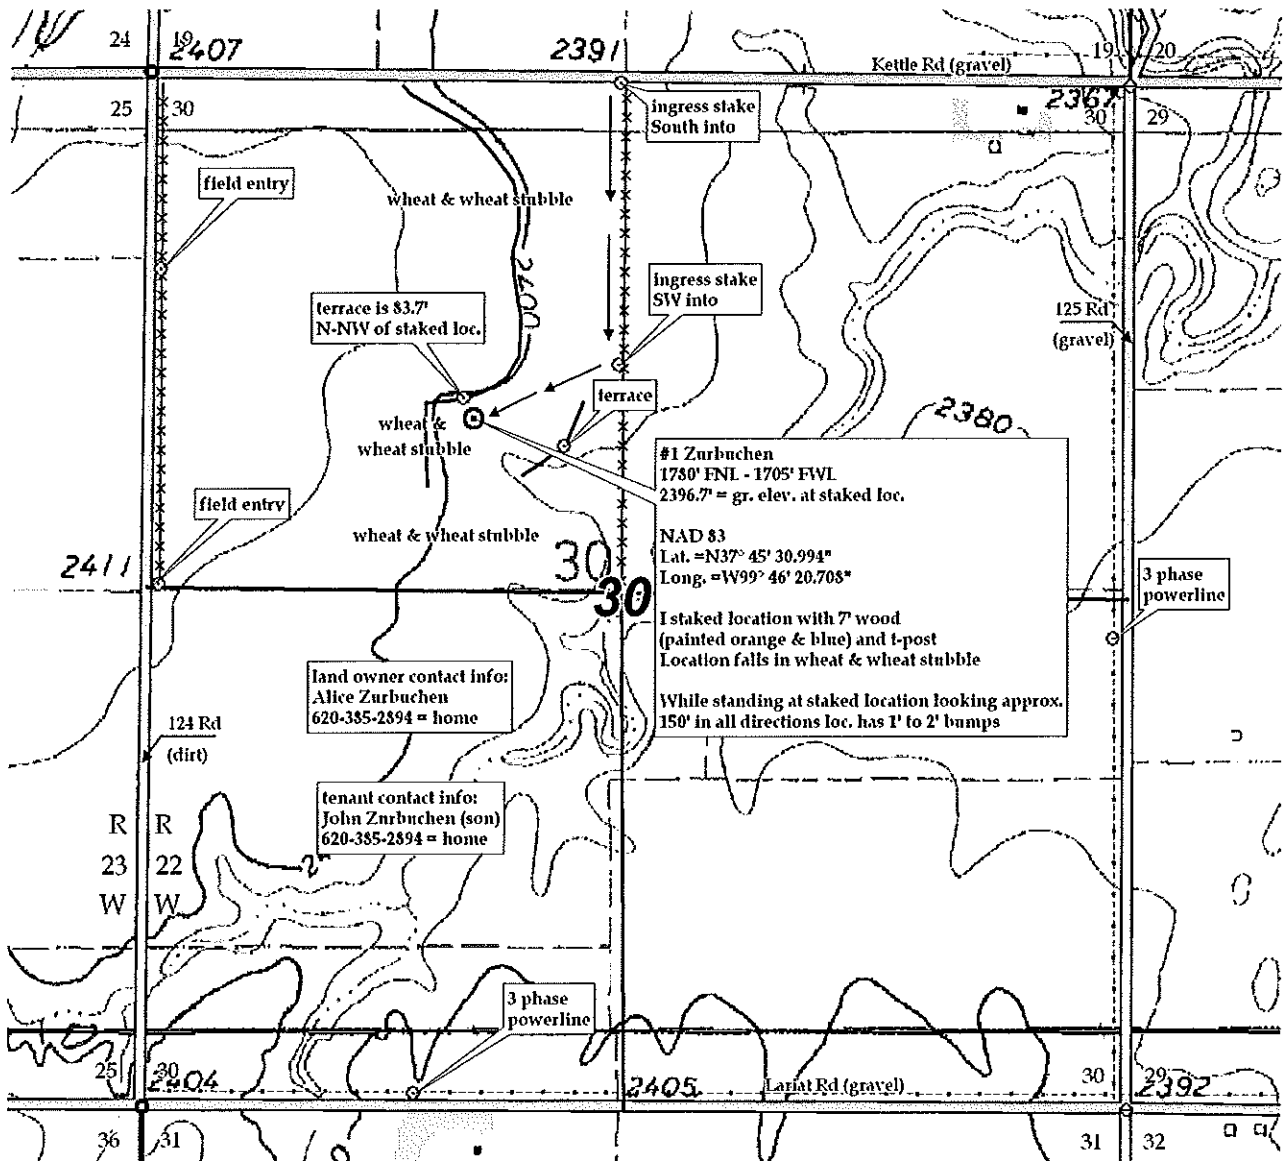 24
19
2407
2391
Kettle Rd (gravel)
19
20
25
30
ingress stake
South into
2367
30
29
field entry
wheat & wheat stubble
2400
ingress stake
SW into
terrace is 83.7'
N-NW of staked loc.
125 Rd
(gravel)
terrace
2380
wheat &
wheat stubble
#1 Zurbuchen
1780' FNL - 1705' FWL
2396.7' = gr. elev. at staked loc.
NAD 83
Lat. =N37° 45' 30.994"
Long. =W99° 46' 20.708"
I staked location with 7' wood
(painted orange & blue) and t-post
Location falls in wheat & wheat stubble
While standing at staked location looking approx.
150' in all directions loc. has 1' to 2' bumps
field entry
wheat & wheat stubble
2411
30
30
3 phase
powerline
land owner contact info:
Alice Zurbuchen
620-385-2894 = home
124 Rd
(dirt)
tenant contact info:
John Zurbuchen (son)
620-385-2894 = home
R R
23 22
W W
3 phase
powerline
25
30
2404
2405
Lariat Rd (gravel)
30
29
2392
36
31
31
32